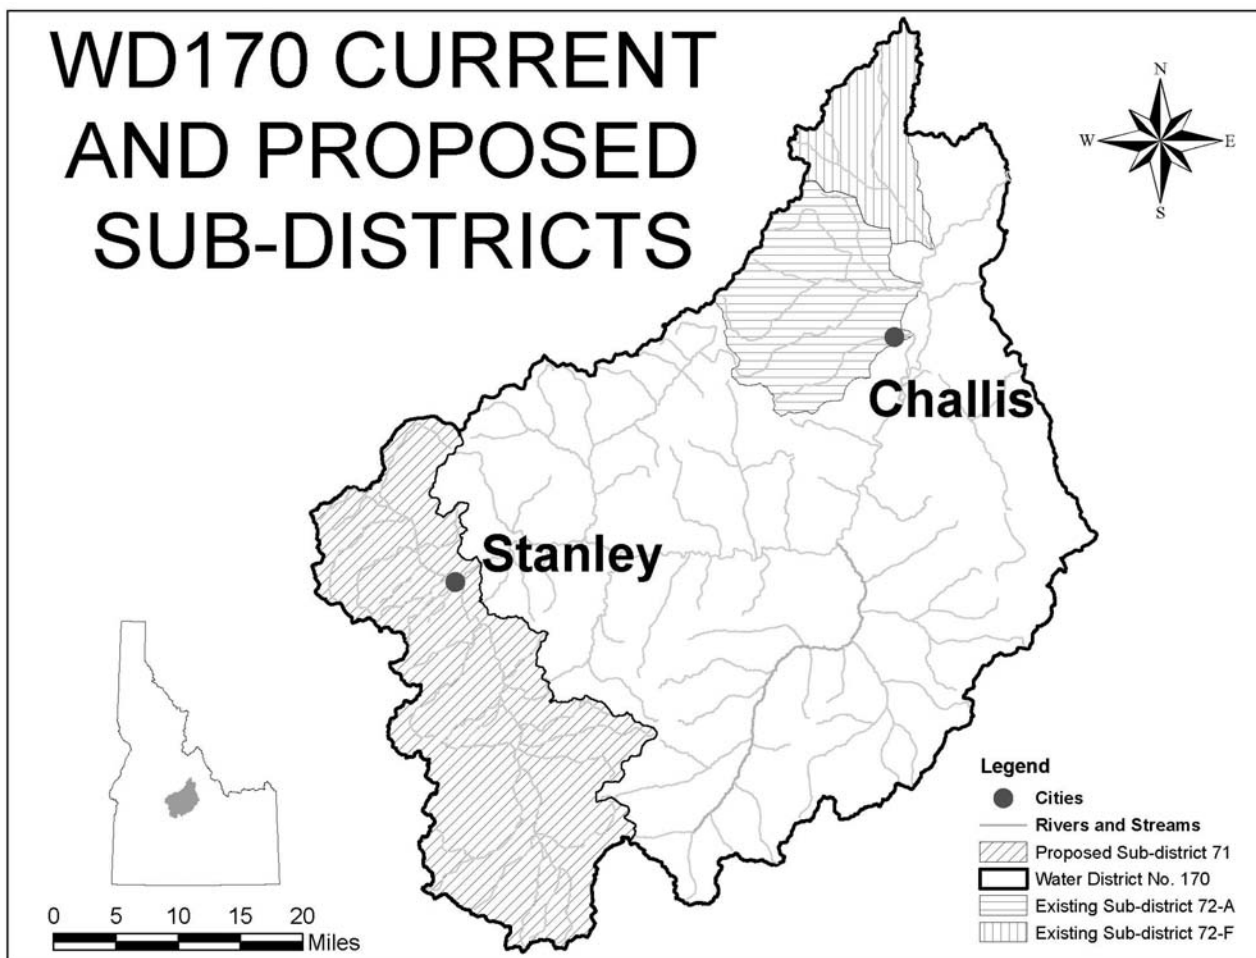 WD170 CURRENT
AND PROPOSED
SUB-DISTRICTS
N
W E
S
Challis
Stanley
Legend
Cities
Rivers and Streams
Proposed Sub-district 71
Water District No. 170
Existing Sub-district 72-A
Existing Sub-district 72-F
0 5 10 15 20
Miles